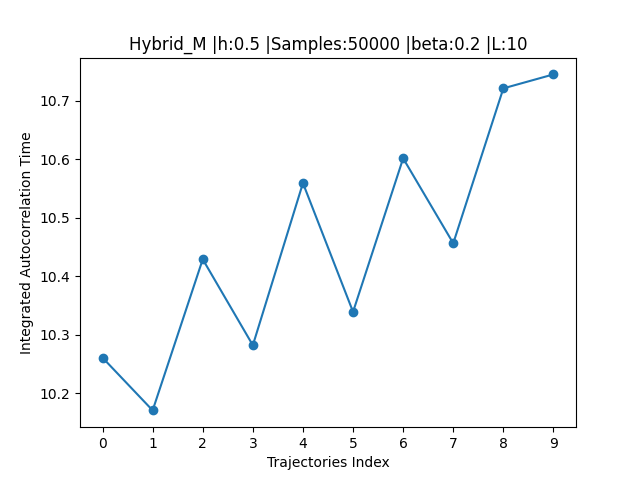 Hybrid_M |h:0.5 |Samples:50000 |beta:0.2 |L:10
Integrated Autocorrelation Time
10.7
10.6
10.5
10.4
10.3
10.2
0 1 2 3 4 5 6 7 8 9
Trajectories Index